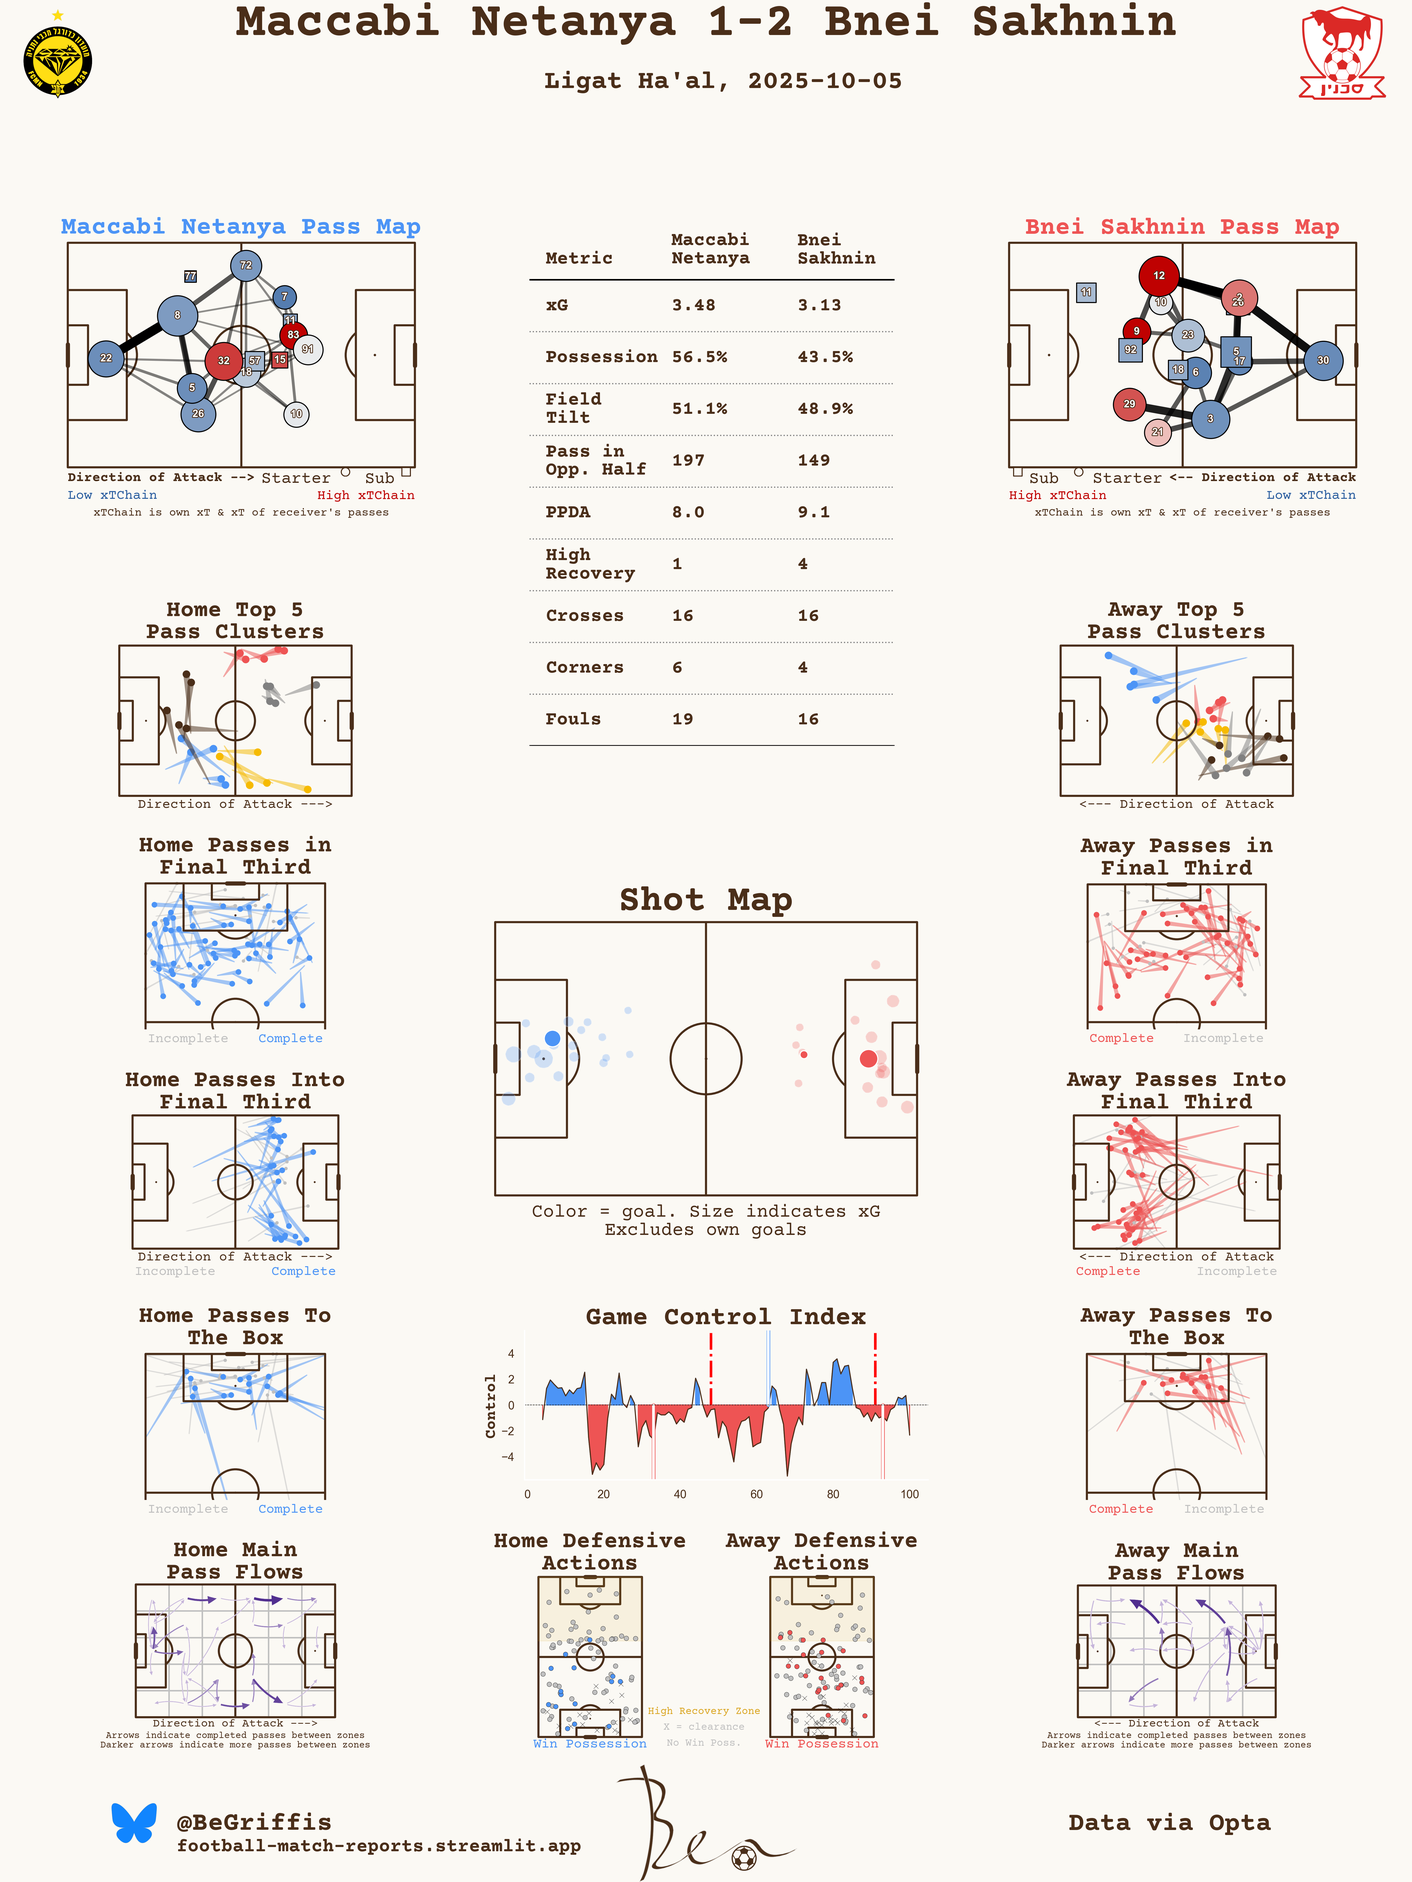 Maccabi Netanya 1-2 Bnei Sakhnin
Ligat Ha'al, 2025-10-05
סכנין
Maccabi Netanya Pass Map
72
77
7
8
11
83
91
22
32
57
15
18
5
26
10
Direction of Attack --> Starter Sub
Low xTChain High xTChain
xTChain is own xT & xT of receiver's passes
Metric Maccabi Netanya Bnei Sakhnin
xG 3.48 3.13
Possession 56.5% 43.5%
Field Tilt 51.1% 48.9%
Pass in Opp. Half 197 149
PPDA 8.0 9.1
High Recovery 1 4
Crosses 16 16
Corners 6 4
Fouls 19 16
Bnei Sakhnin Pass Map
12
11
10
2
9
23
92
5
17
30
18
6
29
3
21
Sub Starter <-- Direction of Attack
High xTChain Low xTChain
xTChain is own xT & xT of receiver's passes
Home Top 5
Pass Clusters
Direction of Attack --->
Away Top 5
Pass Clusters
<--- Direction of Attack
Home Passes in
Final Third
Incomplete Complete
Away Passes in
Final Third
Complete Incomplete
Shot Map
Color = goal. Size indicates xG
Excludes own goals
Home Passes Into
Final Third
Direction of Attack --->
Incomplete Complete
Away Passes Into
Final Third
<--- Direction of Attack
Complete Incomplete
Home Passes To
The Box
Incomplete Complete
Game Control Index
Control
4
2
0
−2
−4
0 20 40 60 80 100
Away Passes To
The Box
Complete Incomplete
Home Main
Pass Flows
Direction of Attack --->
Arrows indicate completed passes between zones
Darker arrows indicate more passes between zones
Home Defensive
Actions
Win Possession
High Recovery Zone
X = clearance
No Win Poss.
Away Defensive
Actions
Win Possession
Away Main
Pass Flows
<--- Direction of Attack
Arrows indicate completed passes between zones
Darker arrows indicate more passes between zones
@BeGriffis
football-match-reports.streamlit.app
Ben
Data via Opta